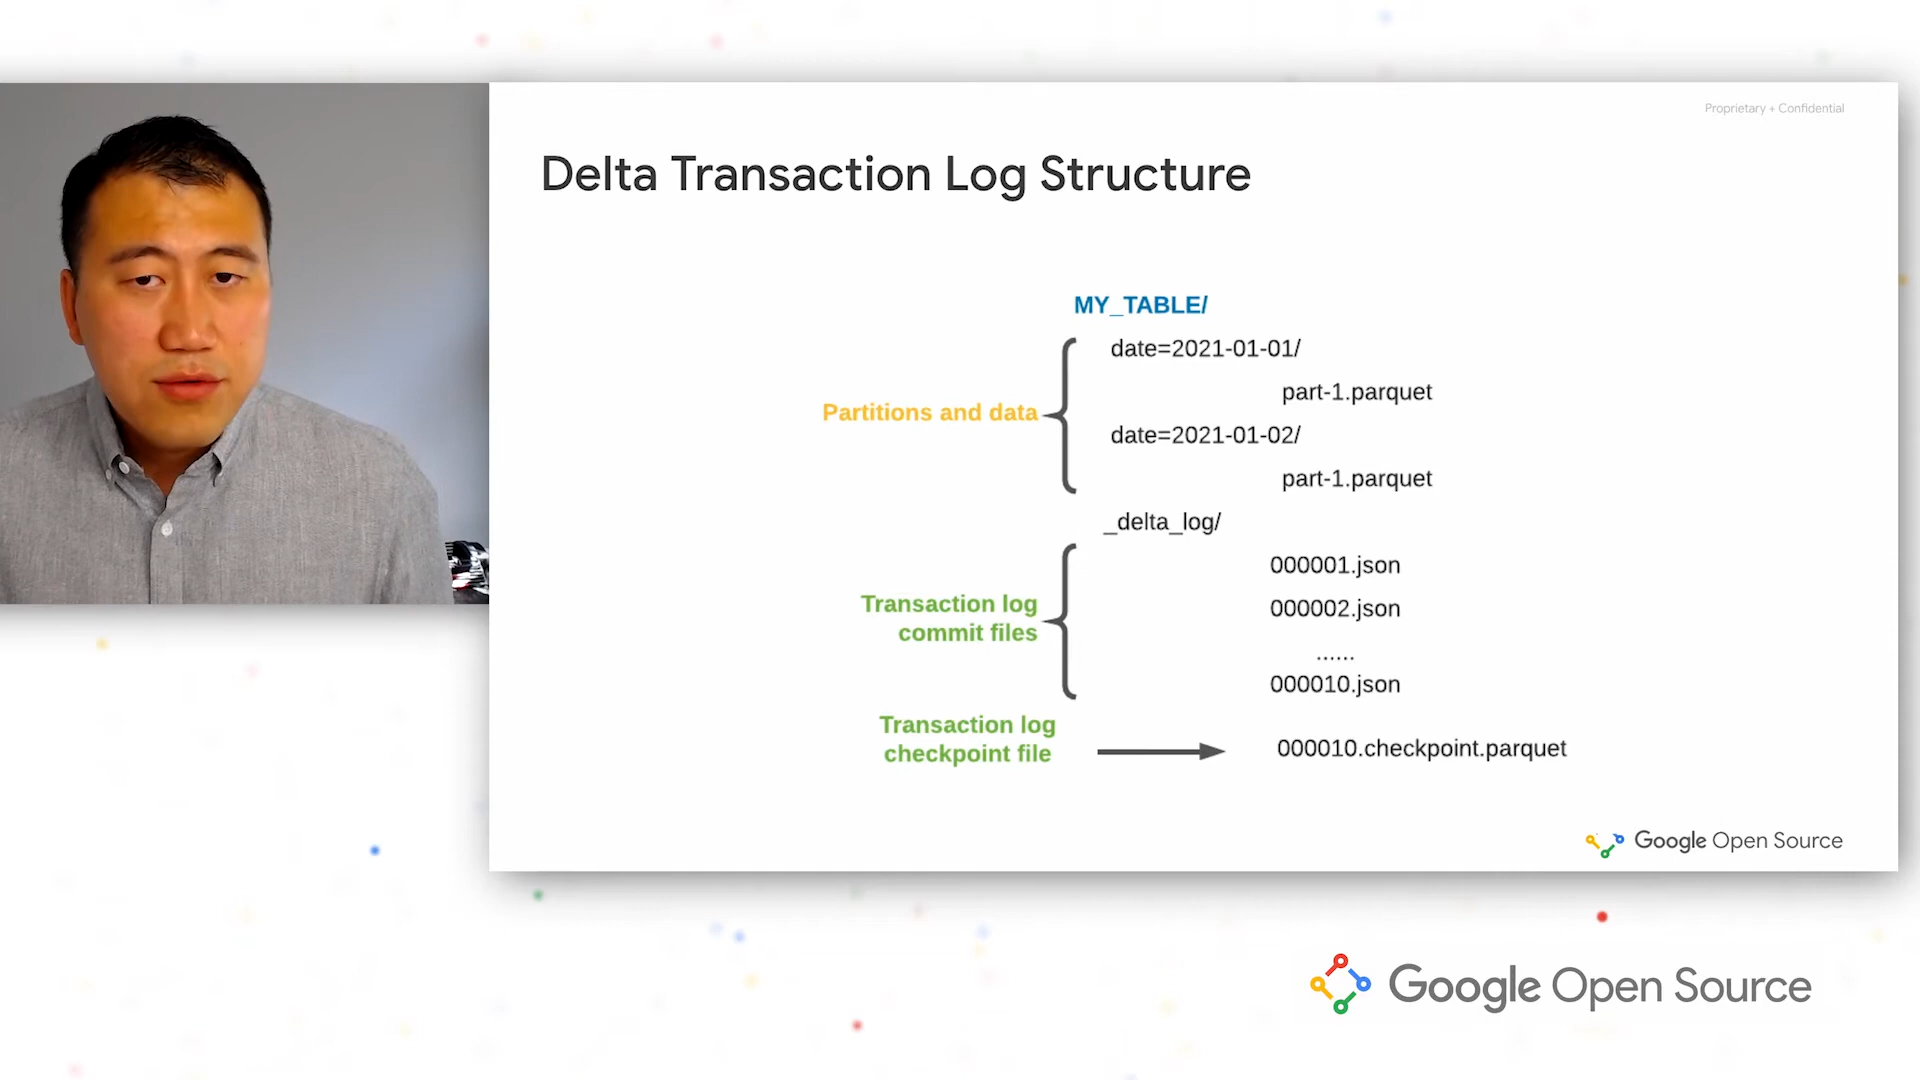 Proprietary + Confidential
Delta Transaction Log Structure
MY_TABLE/
date=2021-01-01/
part-1.parquet
Partitions and data
date=2021-01-02/
part-1.parquet
_delta_log/
000001.json
Transaction log
commit files
000002.json
......
000010.json
Transaction log
checkpoint file
000010.checkpoint.parquet
Google Open Source
Google Open Source